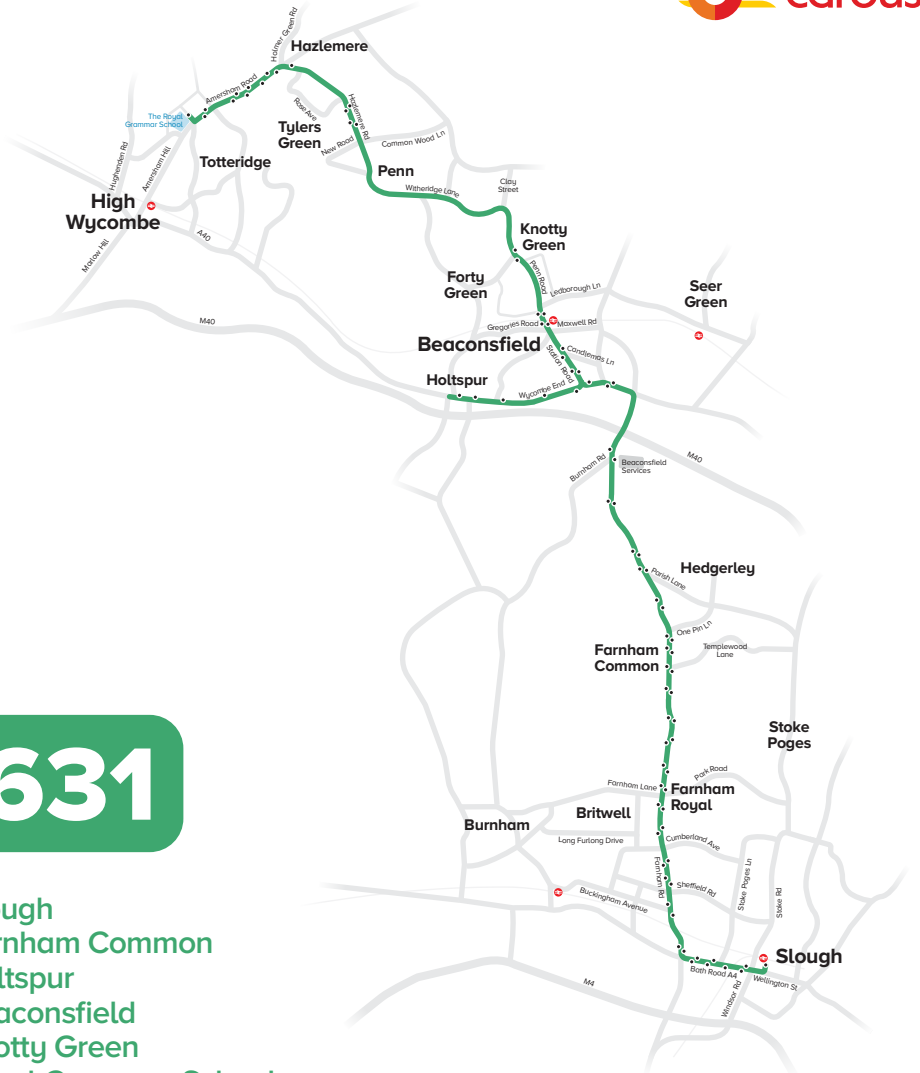 Holmer Green Rd
Hazlemere
Amersham Road
The Royal
Grammar School
Rose Ave
Hazlemere Rd
Tylers
Green
New Road
Common Wood Ln
Hughenden Rd
Amersham Hill
Totteridge
Penn
Witheridge Lane
Clay
Street
High
Wycombe
Marlow Hill
A40
Knotty
Green
Penn Road
Forty
Green
Ledborough Ln
Seer
Green
M40
Gregories Road
Maxwell Rd
Beaconsfield
Station Road
Candlemas Ln
Holtspur
Wycombe End
Burnham Rd
Beaconsfield
Services
M40
Hedgerley
Parish Lane
One Pin Ln
Farnham
Common
Templewood
Lane
Stoke
Poges
631
Park Road
Farnham Lane
Farnham
Royal
Britwell
Burnham
Long Furlong Drive
Cumberland Ave
Farnham Rd
Sheffield Rd
Stoke Poges Ln
Stoke Rd
Buckingham Avenue
Slough
Bath Road A4
Wellington St
Windsor Rd
M4
ough
rnham Common
ltspur
aconsfield
otty Green